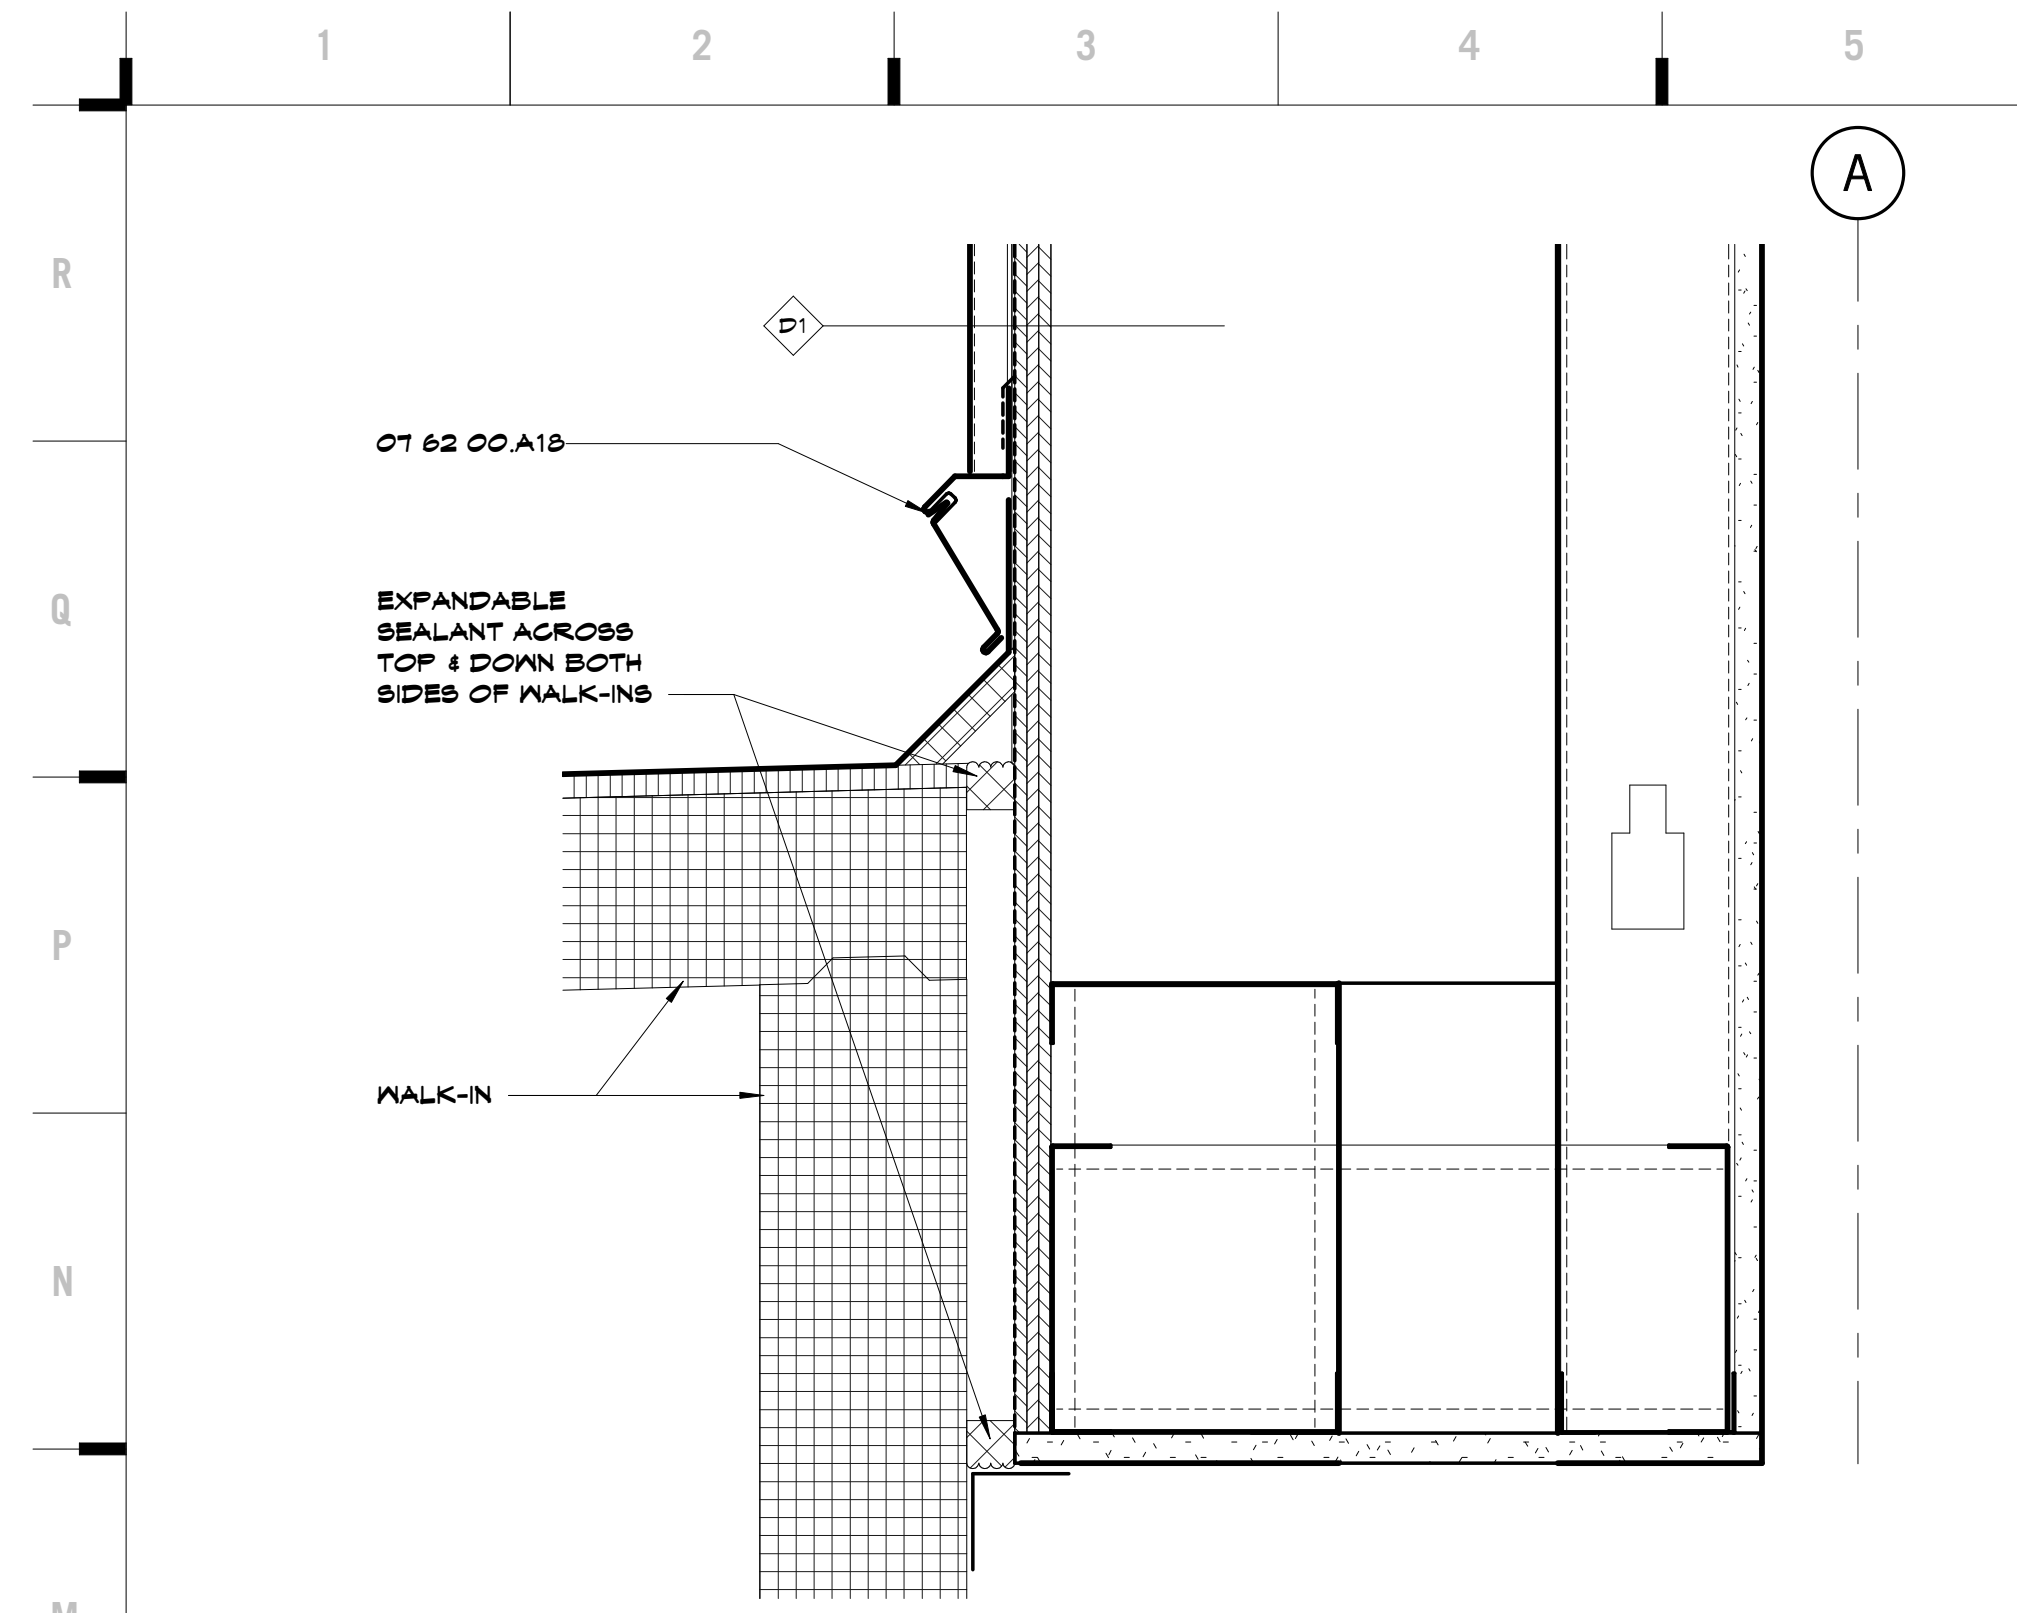 1 2 3 4 5
A
R
D1
07 62 00.A18
Q
EXPANDABLE
SEALANT ACROSS
TOP & DOWN BOTH
SIDES OF WALK-INS
P
WALK-IN
N
M